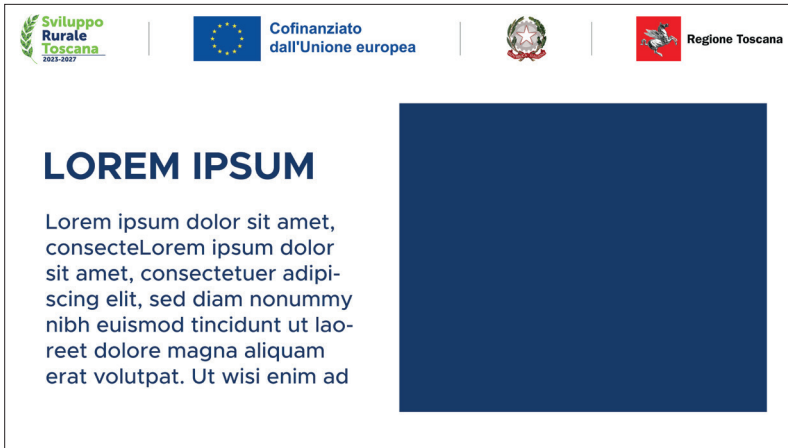 Sviluppo
Rurale
Toscana
2023-2027
Cofinanziato
dall'Unione europea
Regione Toscana
LOREM IPSUM
Lorem ipsum dolor sit amet,
consecteLorem ipsum dolor
sit amet, consectetuer adipi-
scing elit, sed diam nonummy
nibh euismod tincidunt ut lao-
reet dolore magna aliquam
erat volutpat. Ut wisi enim ad